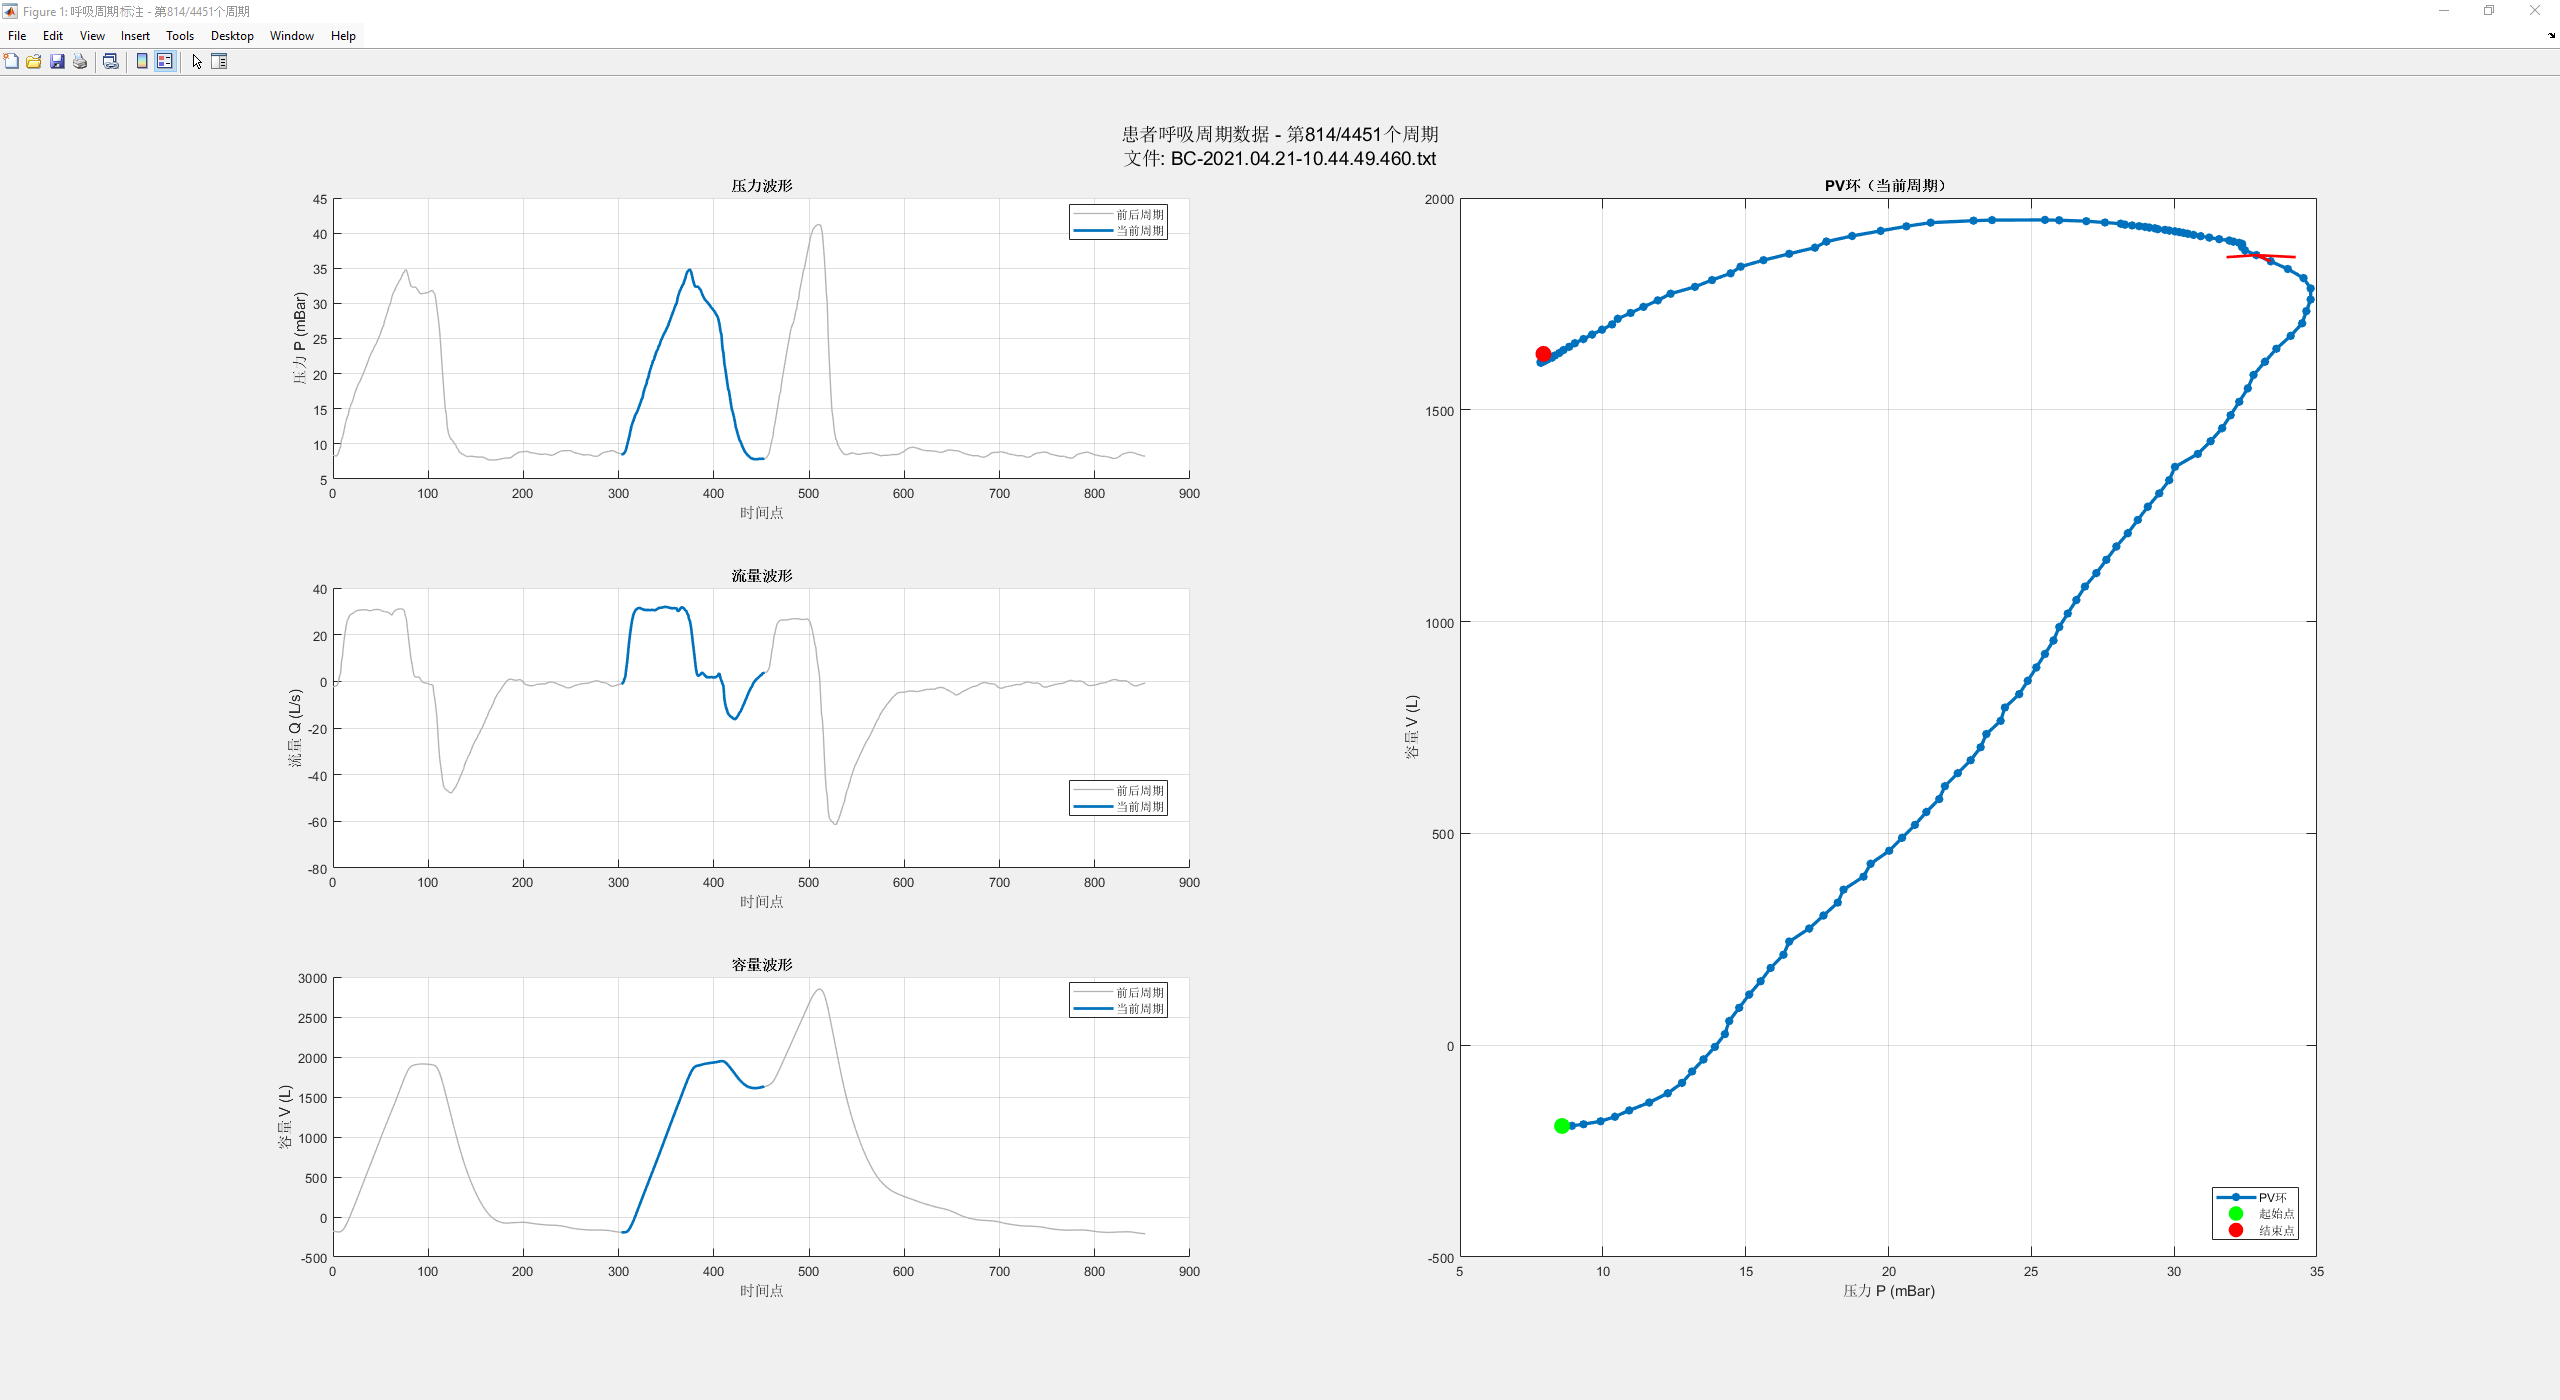 Figure 1: 呼吸周期标注 - 第814/4451个周期
File Edit View Insert Tools Desktop Window Help
患者呼吸周期数据 - 第814/4451个周期
文件: BC-2021.04.21-10.44.49.460.txt
压力波形
45
40
35
30
25
20
15
10
5
压力 P (mBar)
0 100 200 300 400 500 600 700 800 900
时间点
前后周期
当前周期
流量波形
40
20
0
-20
-40
-60
-80
流量 Q (L/s)
0 100 200 300 400 500 600 700 800 900
时间点
前后周期
当前周期
容量波形
3000
2500
2000
1500
1000
500
0
-500
容量 V (L)
0 100 200 300 400 500 600 700 800 900
时间点
前后周期
当前周期
PV环（当前周期）
2000
1500
1000
500
0
-500
容量 V (L)
5 10 15 20 25 30 35
压力 P (mBar)
PV环
起始点
结束点